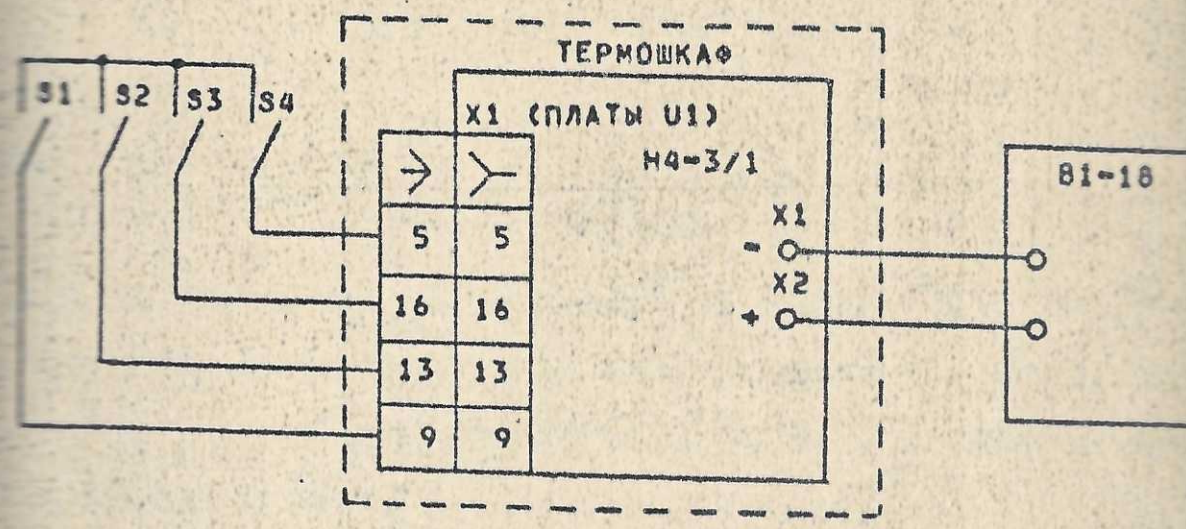 ТЕРМОШКАФ
S1 S2 S3 S4
X1 (ПЛАТЫ U1)
Н4-3/1
В1-18
5 5
X1
-
16 16
X2
+
13 13
9 9